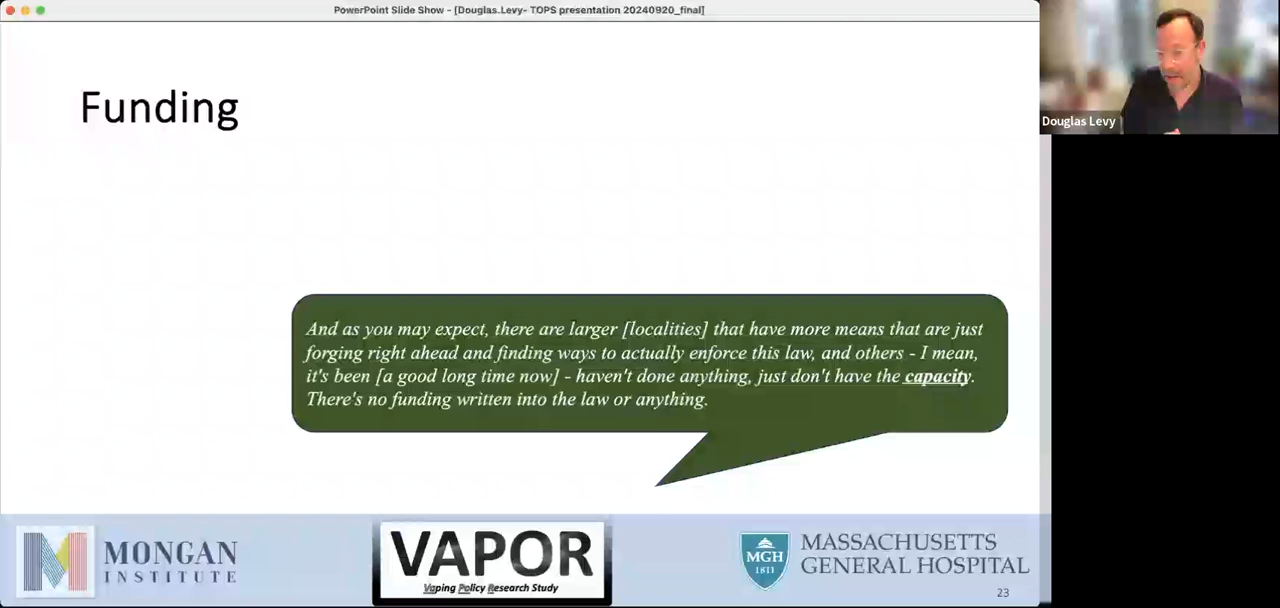 PowerPoint Slide Show - [Douglas.Levy- TOPS presentation 20240920_final]
Funding
Douglas Levy
And as you may expect, there are larger [localities] that have more means that are just
forging right ahead and finding ways to actually enforce this law, and others - I mean,
it's been [a good long time now] - haven't done anything, just don't have the capacity.
There's no funding written into the law or anything.
MONGAN
INSTITUTE
VAPOR
Vaping Policy Research Study
MGH
1811
MASSACHUSETTS
GENERAL HOSPITAL
23